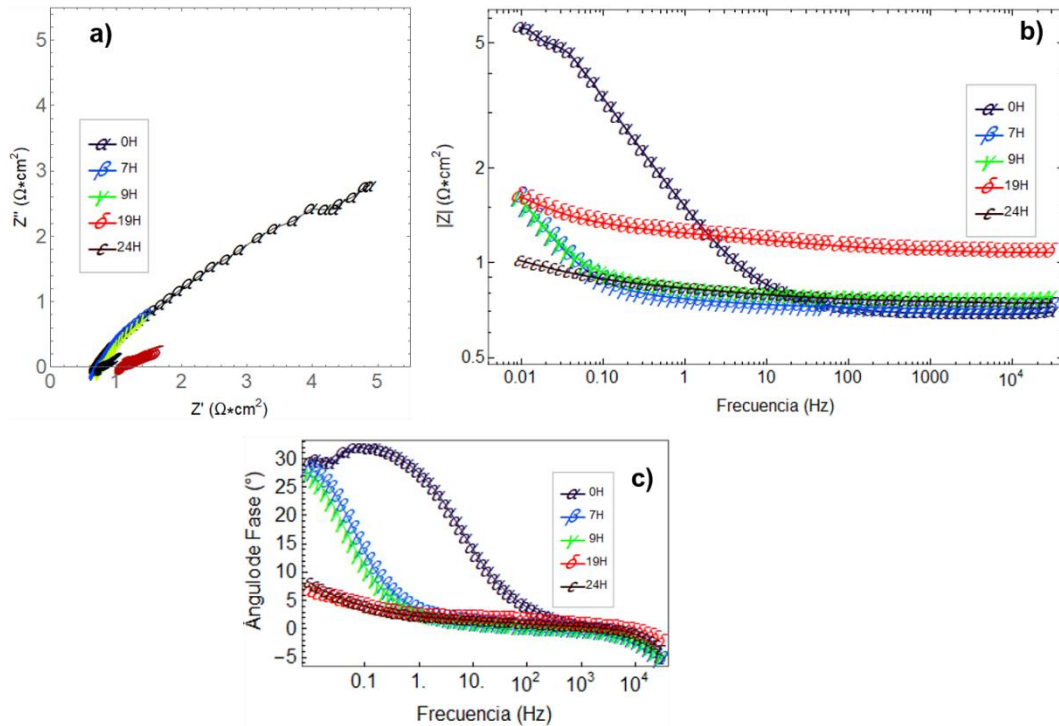 a)
Z'' (Ω∗cm²)
5
4
3
2
1
0
α 0H
β 7H
γ 9H
δ 19H
ϵ 24H
0 1 2 3 4 5
Z' (Ω∗cm²)
b)
|Z| (Ω∗cm²)
5
2
1
0.5
α 0H
β 7H
γ 9H
δ 19H
ϵ 24H
0.01 0.10 1 10 100 1000 10⁴
Frecuencia (Hz)
c)
Ángulode Fase (°)
30
25
20
15
10
5
0
−5
α 0H
β 7H
γ 9H
δ 19H
ϵ 24H
0.1 1. 10. 10² 10³ 10⁴
Frecuencia (Hz)